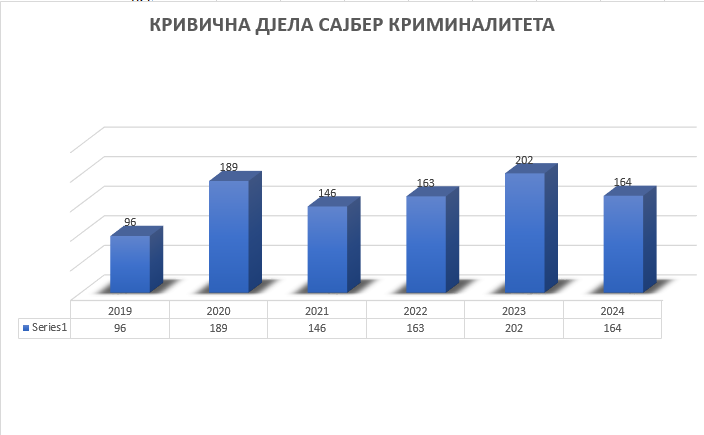 КРИВИЧНА ДЈЕЛА САЈБЕР КРИМИНАЛИТЕТА
96 189 146 163 202 164
2019 2020 2021 2022 2023 2024
Series1 96 189 146 163 202 164